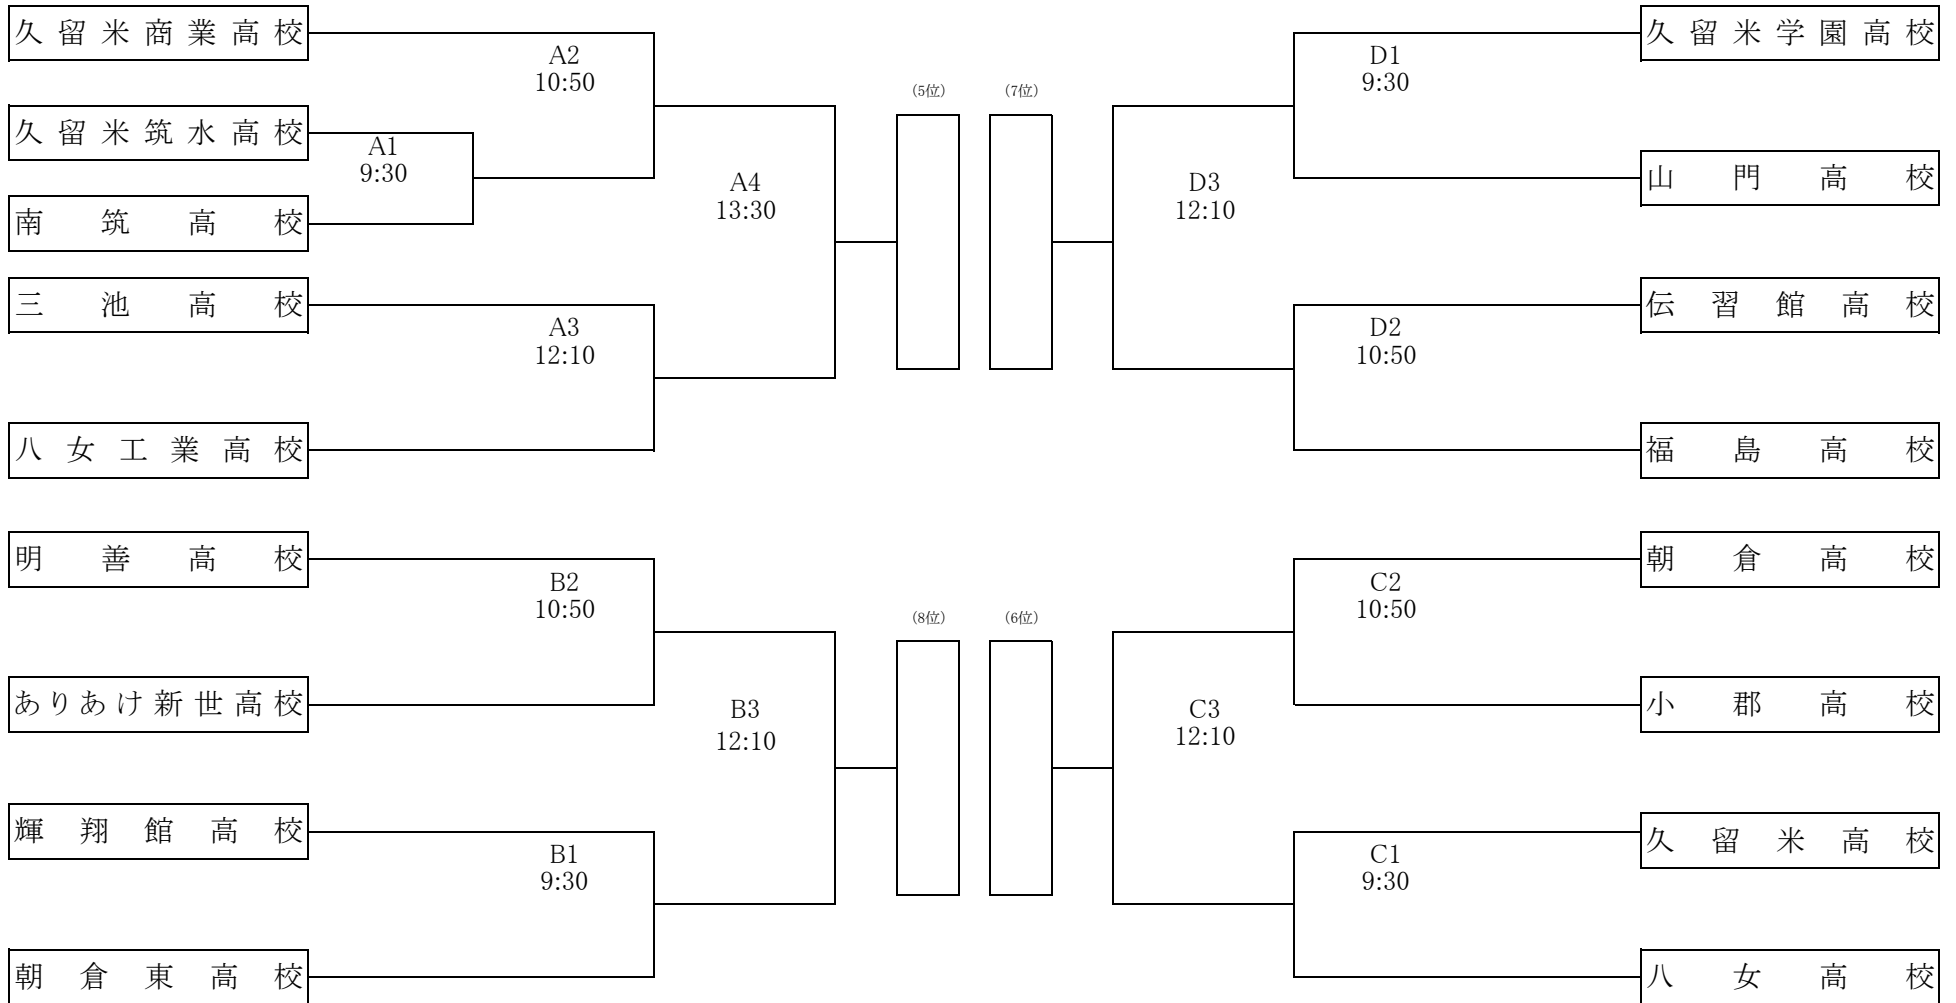 久留米商業高校
A2
10:50
久留米筑水高校
A1
9:30
南筑高校
A4
13:30
三池高校
A3
12:10
八女工業高校
(5位)
(7位)
久留米学園高校
D1
9:30
山門高校
D3
12:10
伝習館高校
D2
10:50
福島高校
明善高校
B2
10:50
ありあけ新世高校
B3
12:10
輝翔館高校
B1
9:30
朝倉東高校
(8位)
(6位)
朝倉高校
C2
10:50
小郡高校
C3
12:10
久留米高校
C1
9:30
八女高校